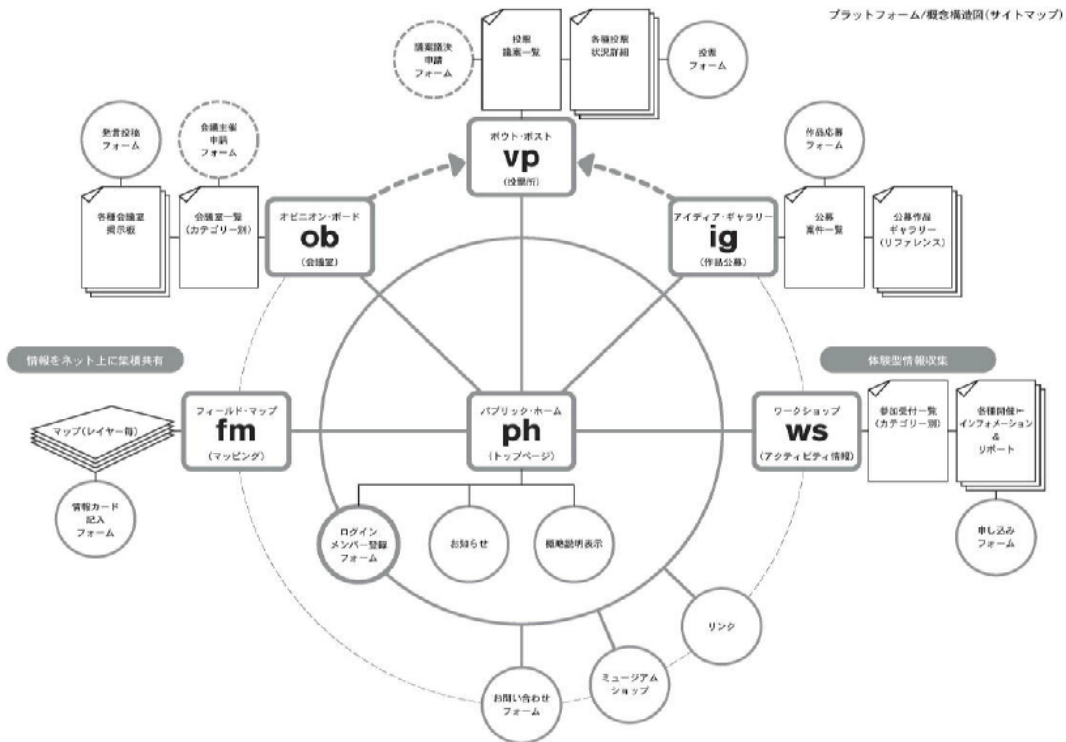 プラットフォーム/概念構造図(サイトマップ)
議案議決
申請
フォーム
投票
議案一覧
各種投票
状況詳細
投票
フォーム
発言投稿
フォーム
会議主催
申請
フォーム
ボウト・ポスト
vp
(投票所)
作品応募
フォーム
各種会議室
掲示板
会議室一覧
(カテゴリー別)
オピニオン・ボード
ob
(会議室)
アイディア・ギャラリー
ig
(作品公募)
公募
案件一覧
公募作品
ギャラリー
(リファレンス)
情報をネット上に集積共有
体験型情報収集
マップ(レイヤー毎)
フィールド・マップ
fm
(マッピング)
パブリック・ホーム
ph
(トップページ)
ワークショップ
ws
(アクティビティ情報)
参加受付一覧
(カテゴリー別)
各種開催
インフォメーション
&
リポート
情報カード
記入
フォーム
ログイン
メンバー登録
フォーム
お知らせ
概略説明表示
申し込み
フォーム
リンク
ミュージアム
ショップ
お問い合わせ
フォーム